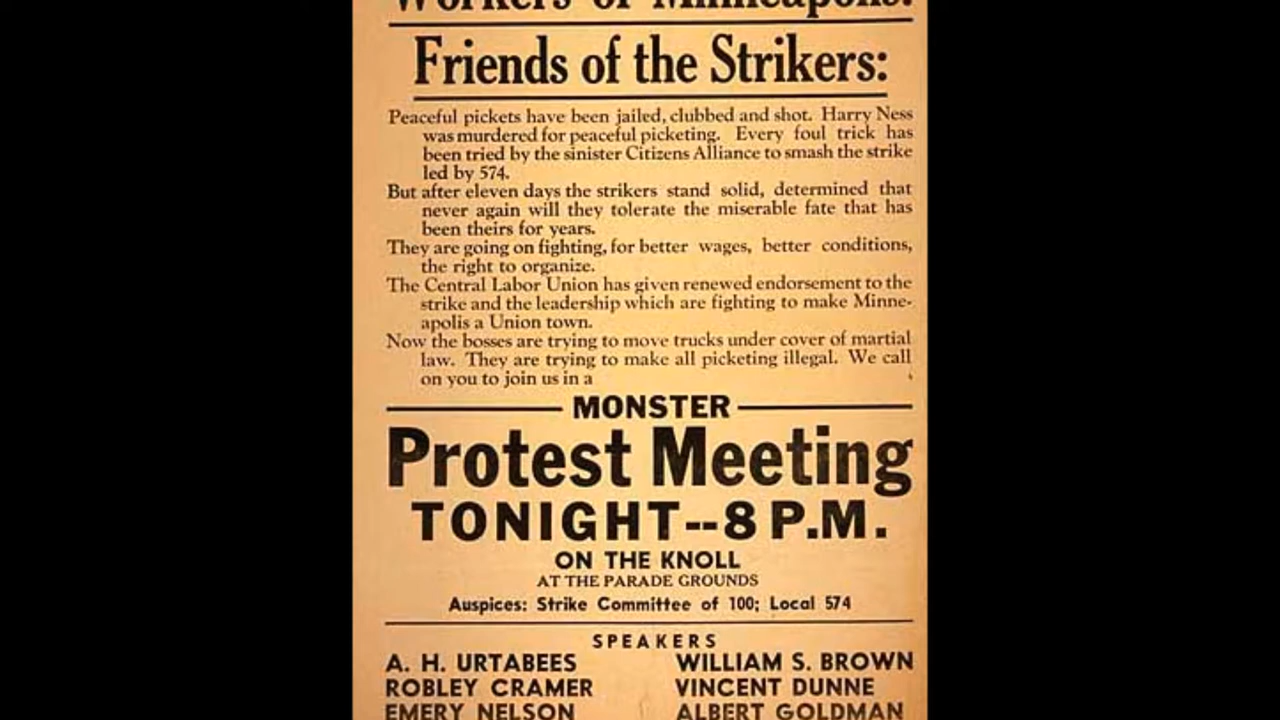 Workers of Minneapolis!
Friends of the Strikers:
Peaceful pickets have been jailed, clubbed and shot. Harry Ness
was murdered for peaceful picketing. Every foul trick has
been tried by the sinister Citizens Alliance to smash the strike
led by 574.
But after eleven days the strikers stand solid, determined that
never again will they tolerate the miserable fate that has
been theirs for years.
They are going on fighting, for better wages, better conditions,
the right to organize.
The Central Labor Union has given renewed endorsement to the
strike and the leadership which are fighting to make Minne-
apolis a Union town.
Now the bosses are trying to move trucks under cover of martial
law. They are trying to make all picketing illegal. We call
on you to join us in a
MONSTER
Protest Meeting
TONIGHT--8 P.M.
ON THE KNOLL
AT THE PARADE GROUNDS
Auspices: Strike Committee of 100; Local 574
SPEAKERS
A. H. URTABEES WILLIAM S. BROWN
ROBLEY CRAMER VINCENT DUNNE
EMERY NELSON ALBERT GOLDMAN